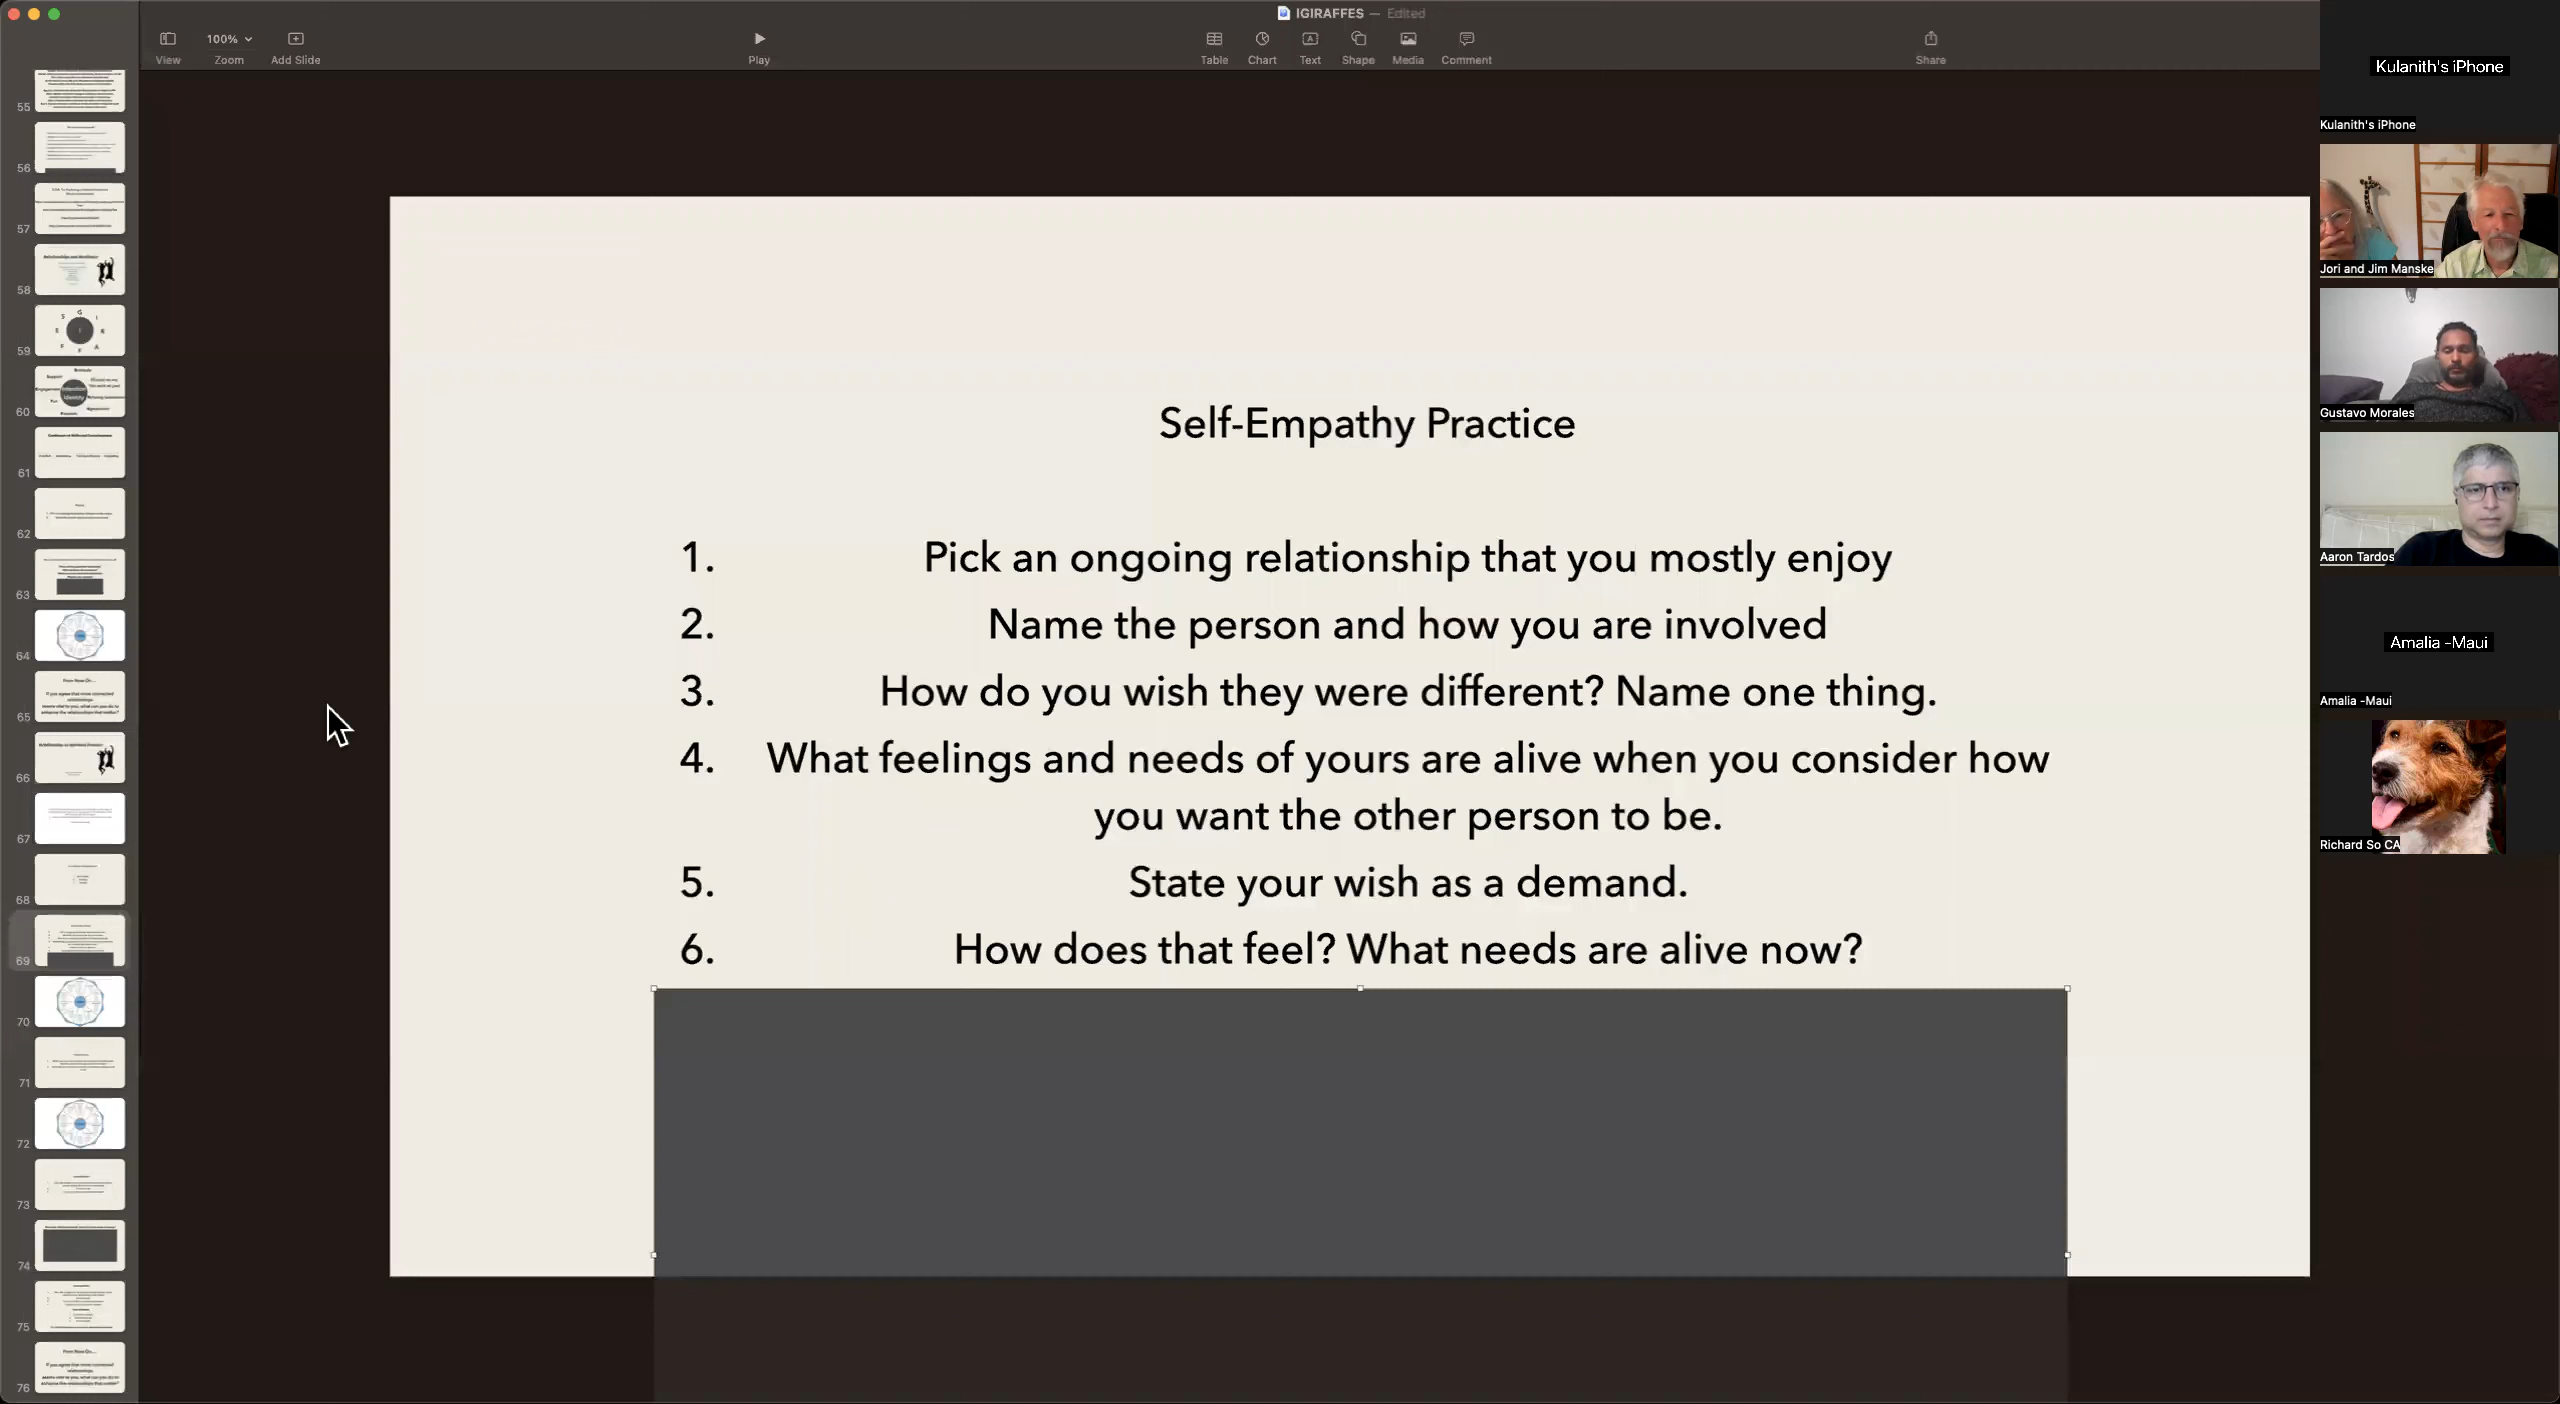 IGIRAFFES — Edited
100%
View
Zoom
Add Slide
Play
Table
Chart
Text
Shape
Media
Comment
Share
55
56
57
58
59
60
61
62
63
64
65
66
67
68
69
70
71
72
73
74
75
76
Self-Empathy Practice
1. Pick an ongoing relationship that you mostly enjoy
2. Name the person and how you are involved
3. How do you wish they were different? Name one thing.
4. What feelings and needs of yours are alive when you consider how
you want the other person to be.
5. State your wish as a demand.
6. How does that feel? What needs are alive now?
Kulanith's iPhone
Kulanith's iPhone
Jori and Jim Manske
Gustavo Morales
Aaron Tardos
Amalia -Maui
Amalia -Maui
Richard So CA